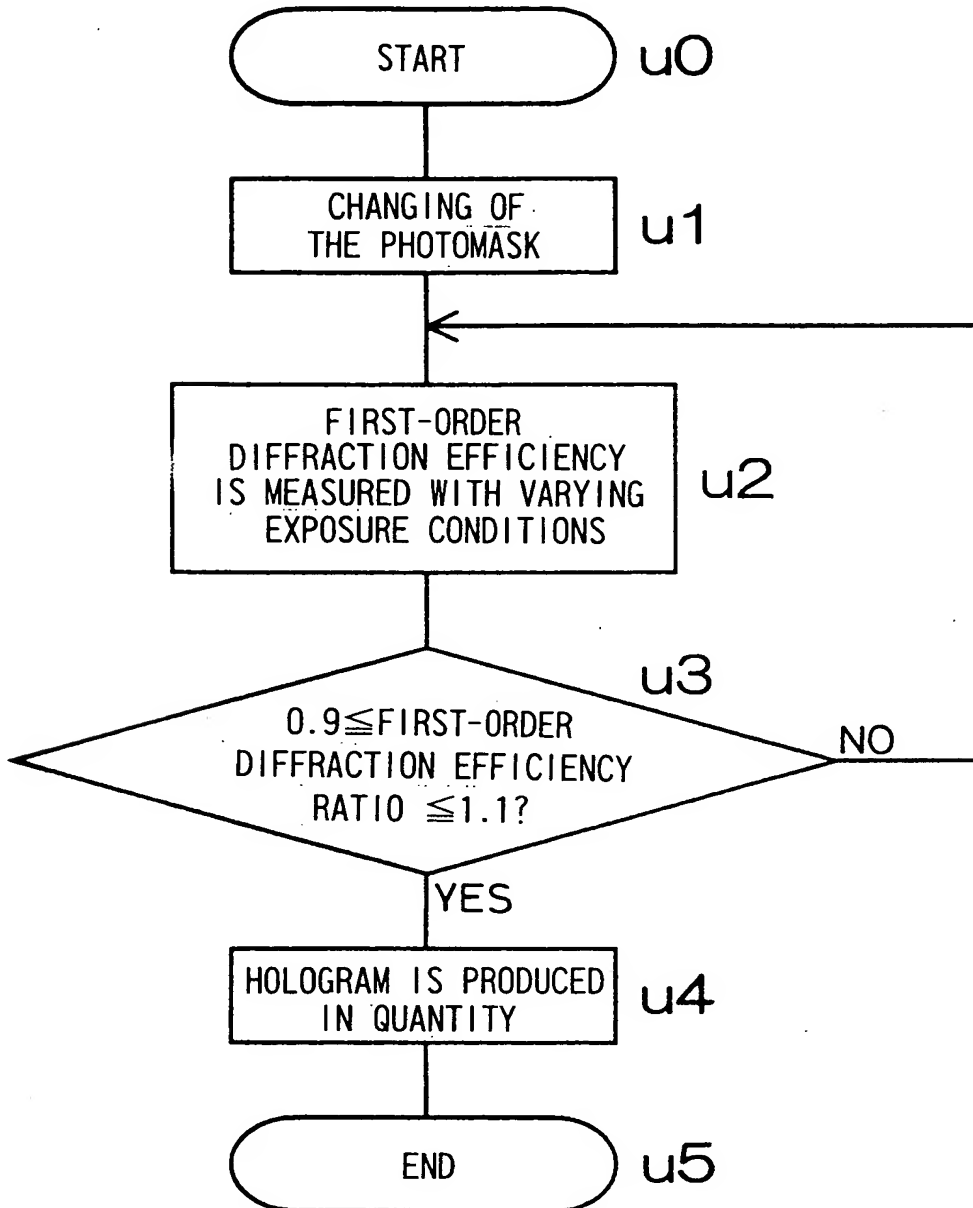 START
u0
CHANGING OF
THE PHOTOMASK
u1
FIRST-ORDER
DIFFRACTION EFFICIENCY
IS MEASURED WITH VARYING
EXPOSURE CONDITIONS
u2
u3
0.9≦FIRST-ORDER
DIFFRACTION EFFICIENCY
RATIO ≦1.1?
NO
YES
HOLOGRAM IS PRODUCED
IN QUANTITY
u4
END
u5